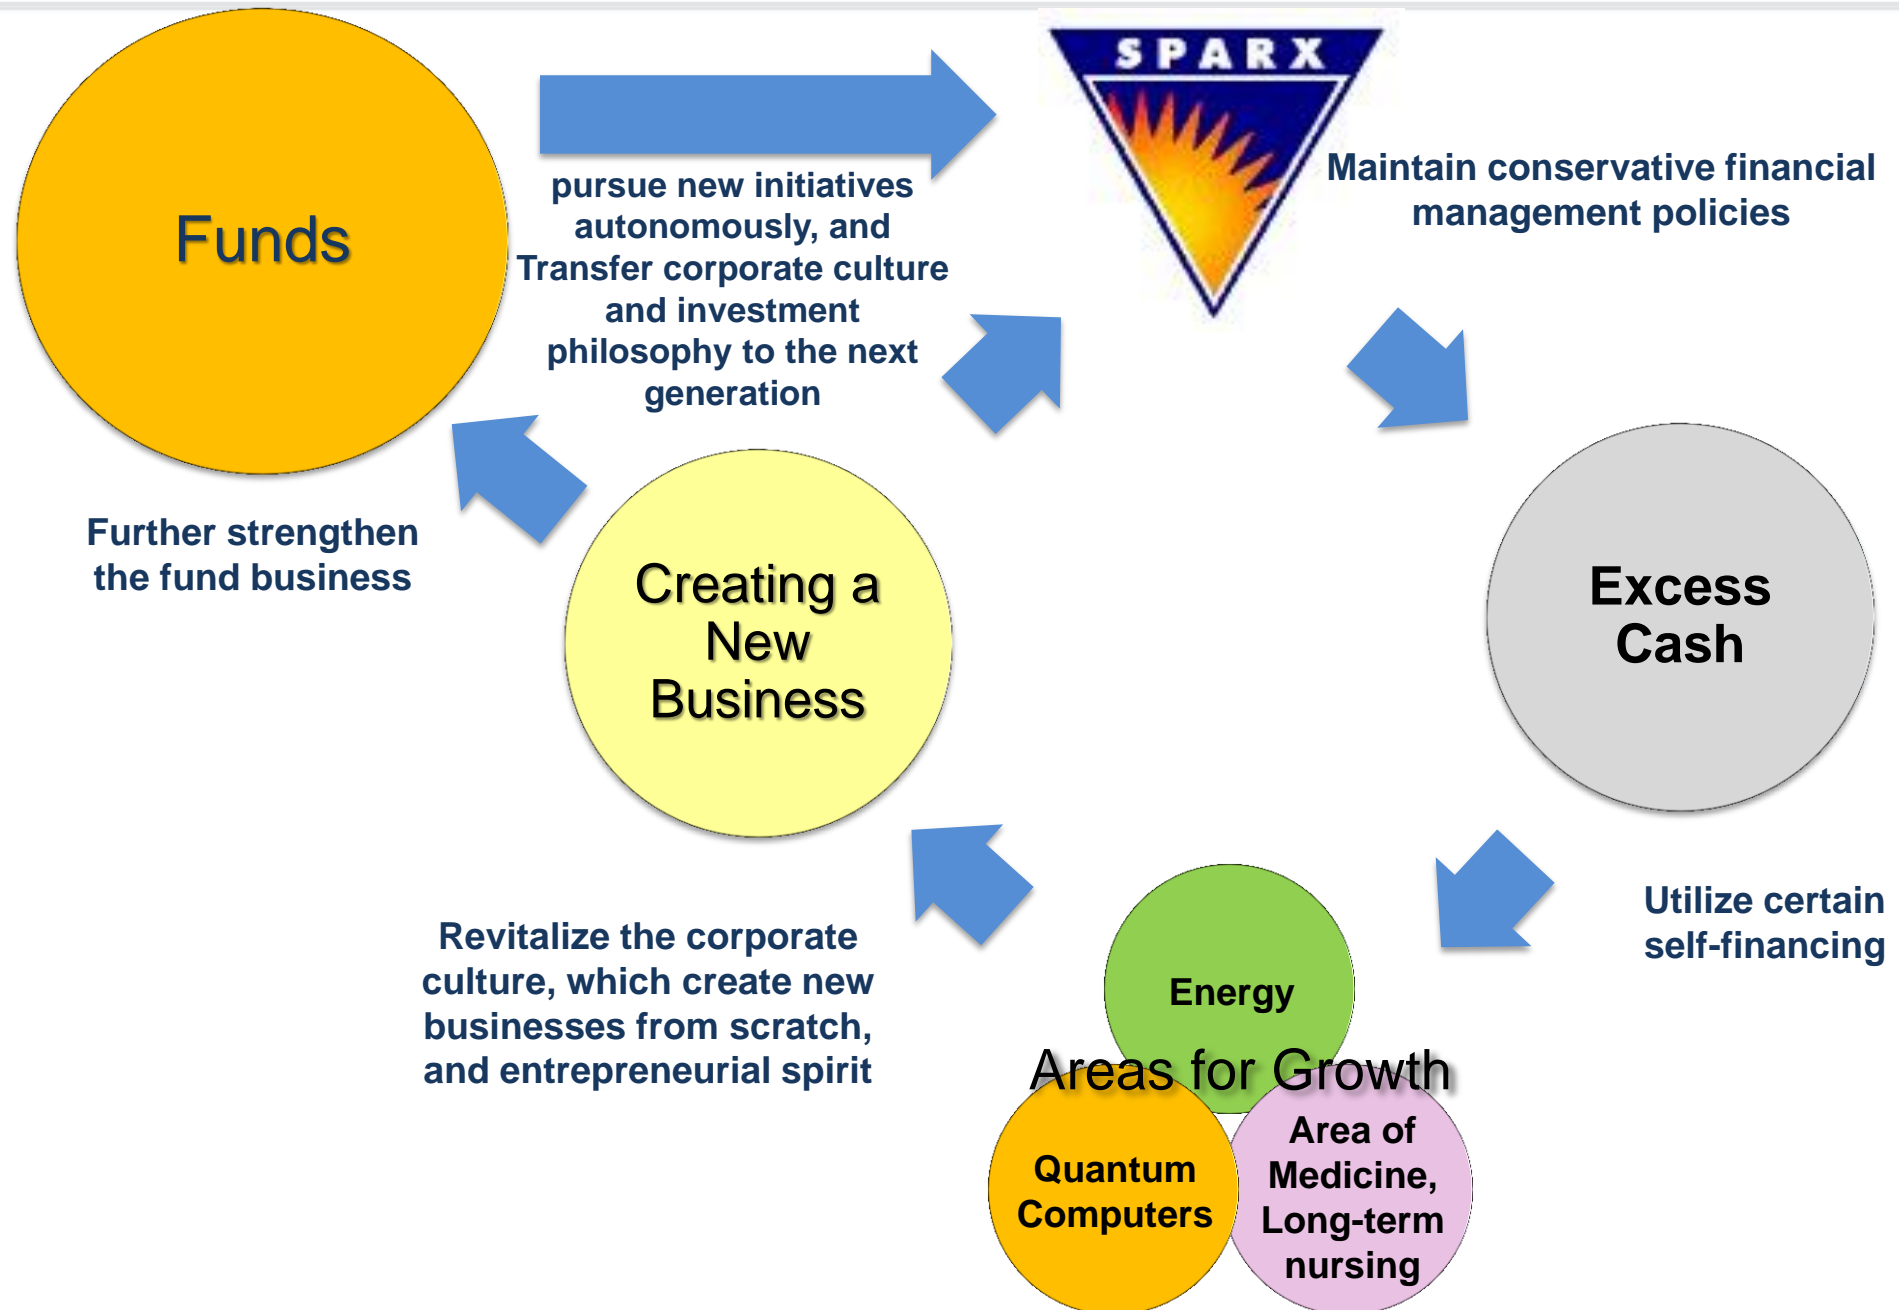 SPARX
Funds
pursue new initiatives
autonomously, and
Transfer corporate culture
and investment
philosophy to the next
generation
Maintain conservative financial
management policies
Further strengthen
the fund business
Creating a
New
Business
Excess
Cash
Utilize certain
self-financing
Revitalize the corporate
culture, which create new
businesses from scratch,
and entrepreneurial spirit
Energy
Areas for Growth
Quantum
Computers
Area of
Medicine,
Long-term
nursing